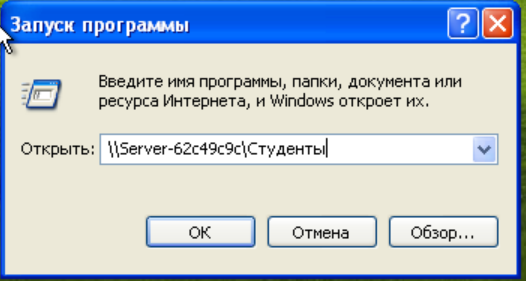 Запуск программы
Введите имя программы, папки, документа или
ресурса Интернета, и Windows откроет их.
Открыть: \\Server-62c49c9c\Студенты
ОК Отмена Обзор...